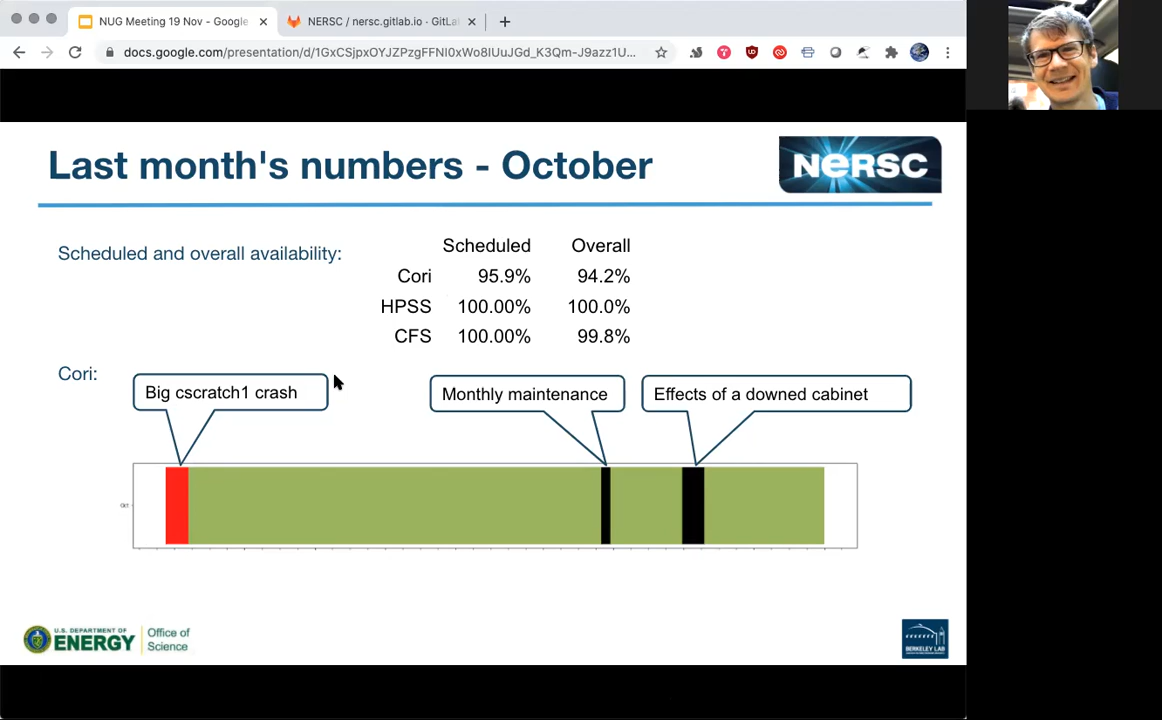 NUG Meeting 19 Nov - Google
NERSC / nersc.gitlab.io · GitLa
docs.google.com/presentation/d/1GxCSjpxOYJZPzgFFNI0xWo8IUuJGd_K3Qm-J9azz1U...
Last month's numbers - October
NERSC
Scheduled and overall availability:
Scheduled Overall
Cori 95.9% 94.2%
HPSS 100.00% 100.0%
CFS 100.00% 99.8%
Cori:
Big cscratch1 crash
Monthly maintenance
Effects of a downed cabinet
Oct
U.S. DEPARTMENT OF
ENERGY
Office of
Science
BERKELEY LAB